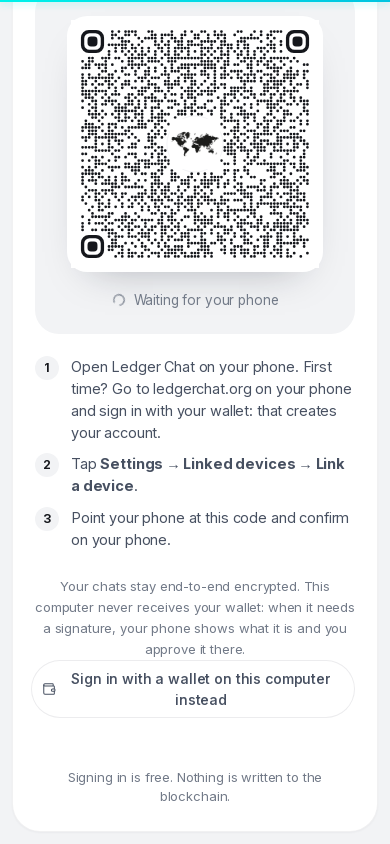 Waiting for your phone
1 Open Ledger Chat on your phone. First
time? Go to ledgerchat.org on your phone
and sign in with your wallet: that creates
your account.
2 Tap Settings → Linked devices → Link
a device.
3 Point your phone at this code and confirm
on your phone.
Your chats stay end-to-end encrypted. This
computer never receives your wallet: when it needs
a signature, your phone shows what it is and you
approve it there.
Sign in with a wallet on this computer
instead
Signing in is free. Nothing is written to the
blockchain.